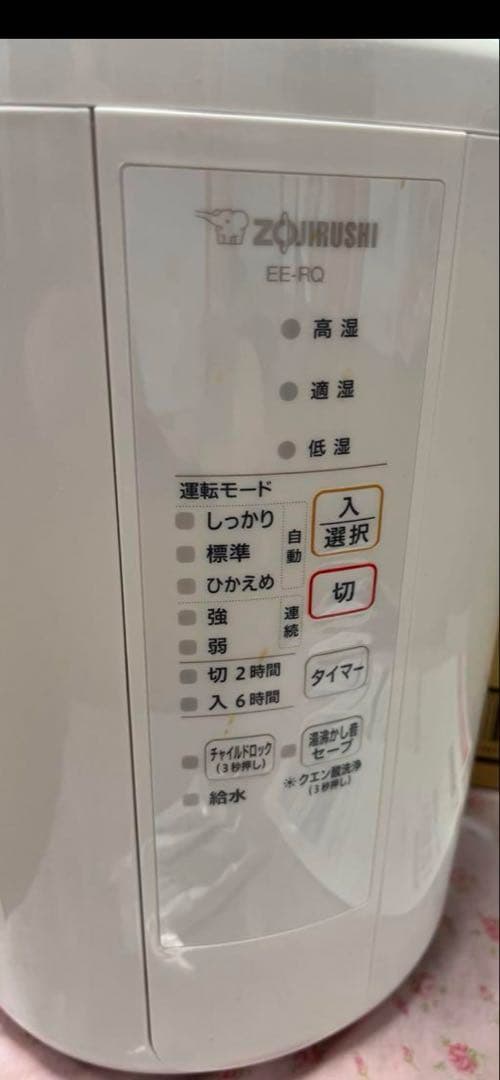 ZOJIRUSHI
EE-RQ
高湿
適湿
低湿
運転モード
しっかり
標準
ひかえめ
自動
強
弱
連続
切 2時間
入 6時間
入
選択
切
タイマー
チャイルドロック
(3秒押し)
湯沸かし音
セーブ
※クエン酸洗浄
(3秒押し)
給水